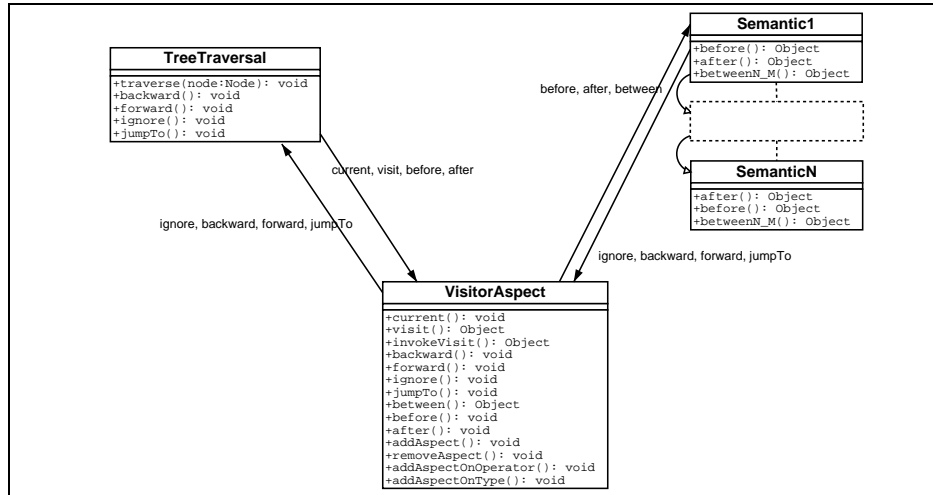 TreeTraversal
+traverse(node:Node): void
+backward(): void
+forward(): void
+ignore(): void
+jumpTo(): void
Semantic1
+before(): Object
+after(): Object
+betweenN_M(): Object
before, after, between
current, visit, before, after
SemanticN
+after(): Object
+before(): Object
+betweenN_M(): Object
ignore, backward, forward, jumpTo
ignore, backward, forward, jumpTo
VisitorAspect
+current(): void
+visit(): Object
+invokeVisit(): Object
+backward(): void
+forward(): void
+ignore(): void
+jumpTo(): void
+between(): Object
+before(): void
+after(): void
+addAspect(): void
+removeAspect(): void
+addAspectOnOperator(): void
+addAspectOnType(): void